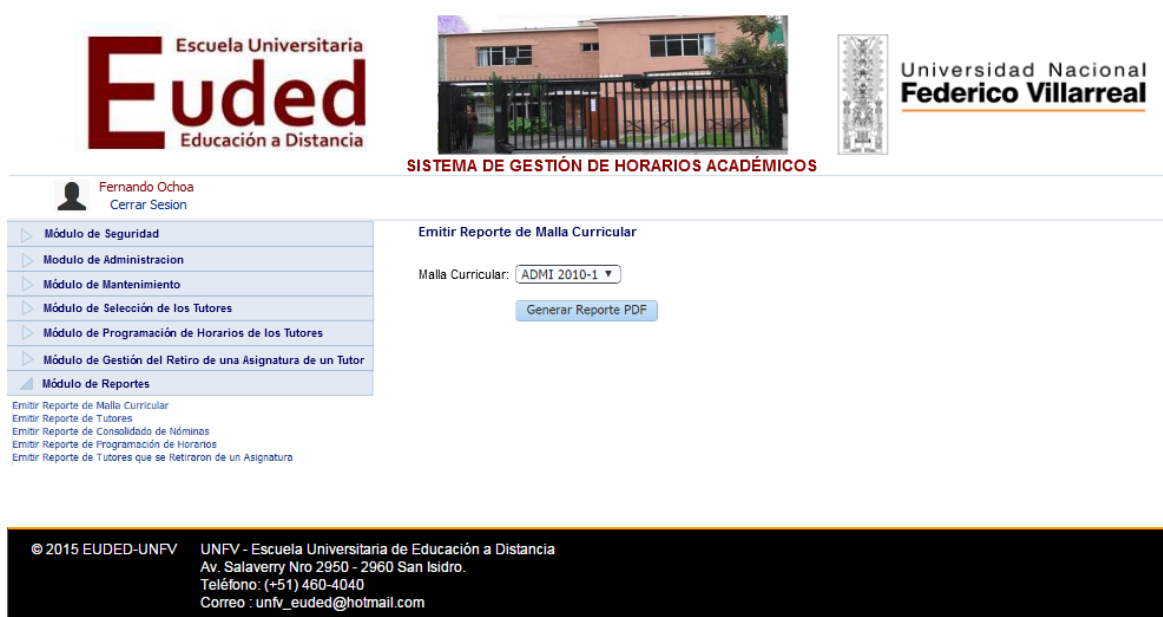 Escuela Universitaria
Euded
Educación a Distancia
Universidad Nacional
Federico Villarreal
SISTEMA DE GESTIÓN DE HORARIOS ACADÉMICOS
Fernando Ochoa
Cerrar Sesion
Módulo de Seguridad
Modulo de Administracion
Módulo de Mantenimiento
Módulo de Selección de los Tutores
Módulo de Programación de Horarios de los Tutores
Módulo de Gestión del Retiro de una Asignatura de un Tutor
Módulo de Reportes
Emitir Reporte de Malla Curricular
Emitir Reporte de Tutores
Emitir Reporte de Consolidado de Nóminas
Emitir Reporte de Programación de Horarios
Emitir Reporte de Tutores que se Retiraron de un Asignatura
Emitir Reporte de Malla Curricular
Malla Curricular: ADMI 2010-1
Generar Reporte PDF
© 2015 EUDED-UNFV UNFV - Escuela Universitaria de Educación a Distancia
Av. Salaverry Nro 2950 - 2960 San Isidro.
Teléfono: (+51) 460-4040
Correo : unfv_euded@hotmail.com